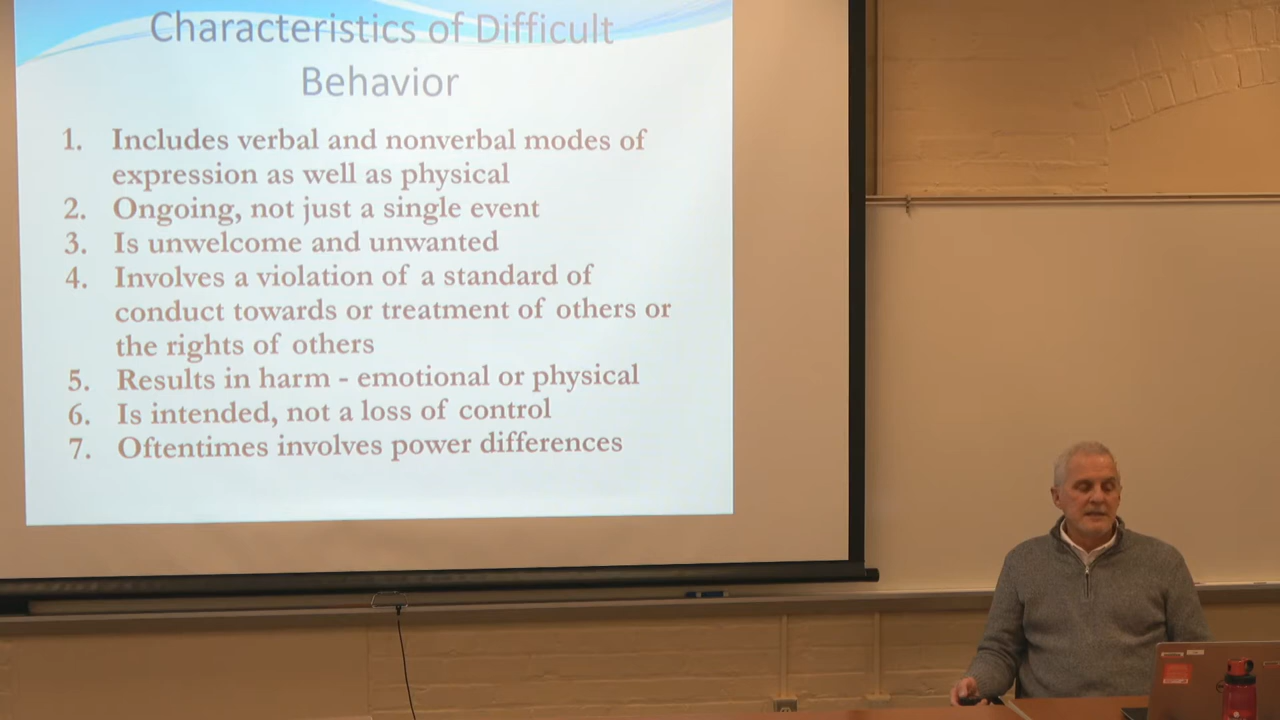 Characteristics of Difficult
Behavior
1. Includes verbal and nonverbal modes of
expression as well as physical
2. Ongoing, not just a single event
3. Is unwelcome and unwanted
4. Involves a violation of a standard of
conduct towards or treatment of others or
the rights of others
5. Results in harm - emotional or physical
6. Is intended, not a loss of control
7. Oftentimes involves power differences